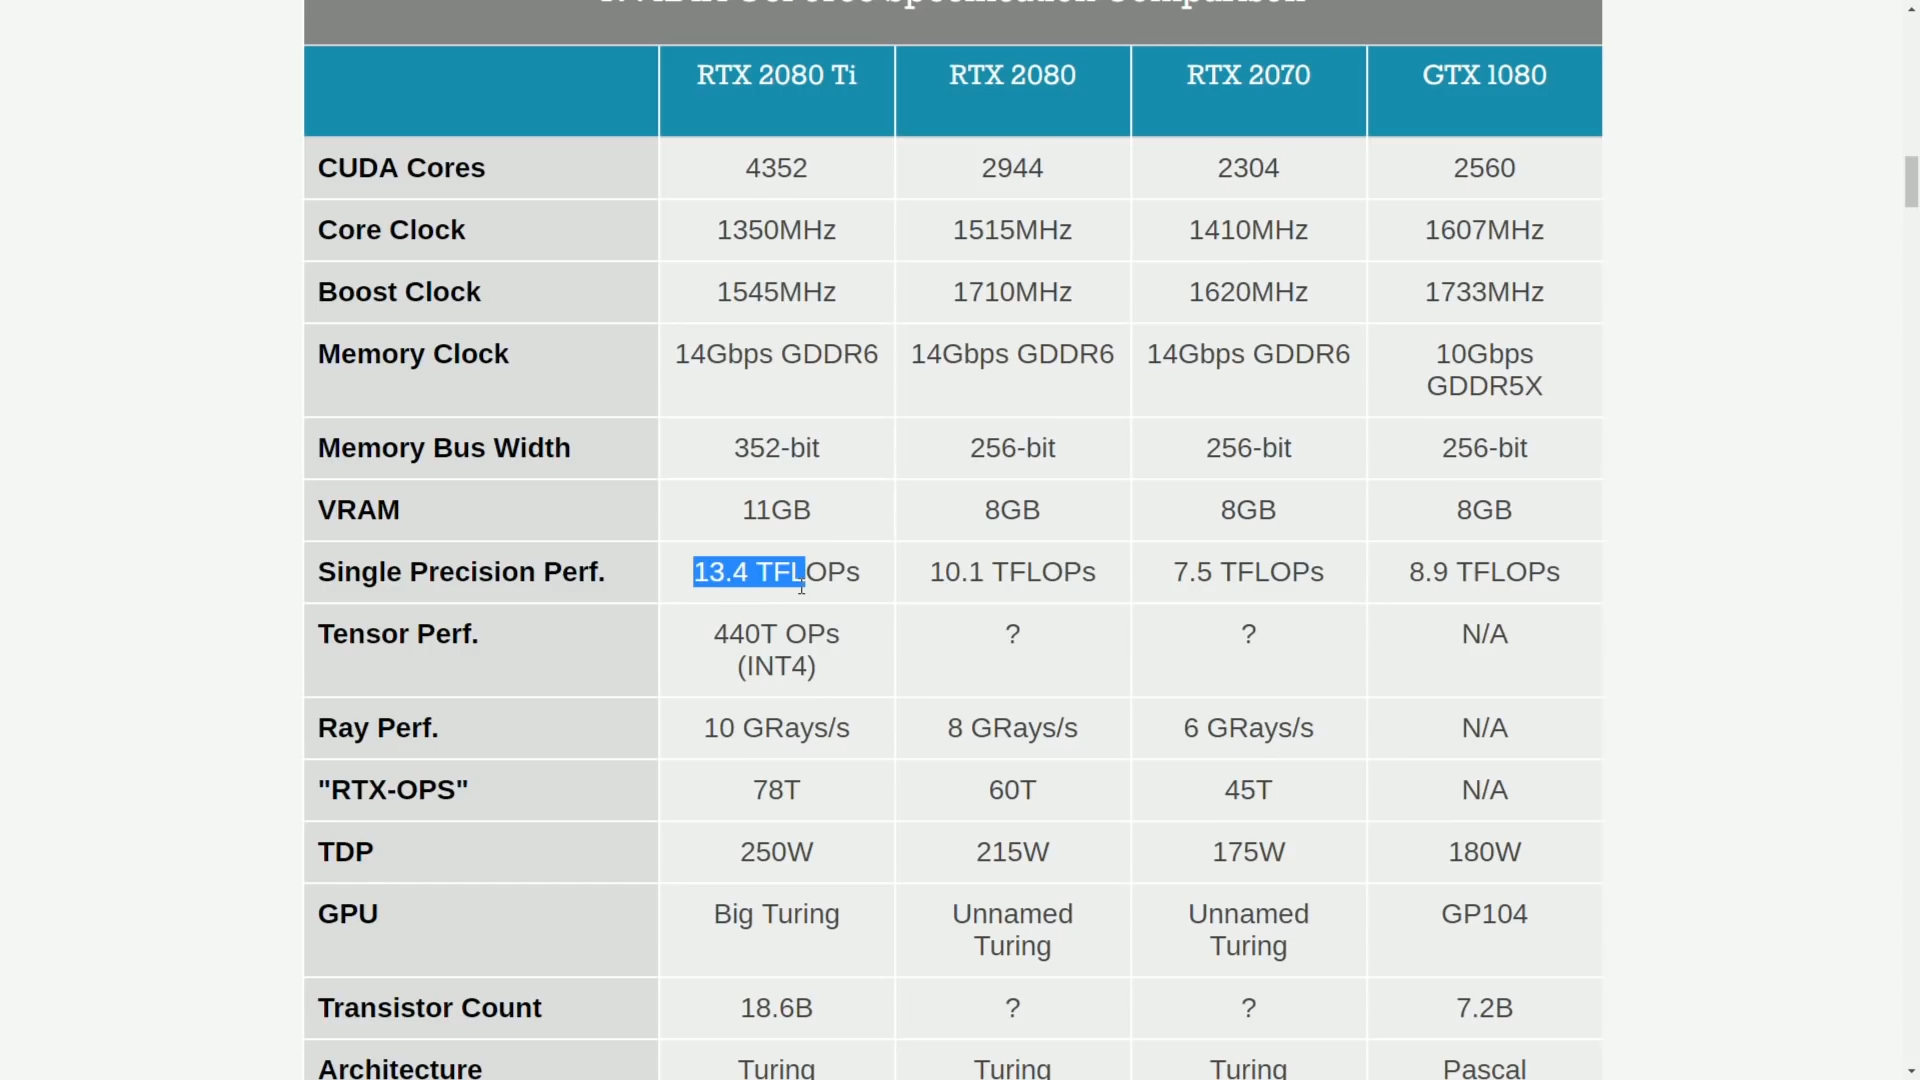 Specification Comparison
RTX 2080 Ti RTX 2080 RTX 2070 GTX 1080
CUDA Cores 4352 2944 2304 2560
Core Clock 1350MHz 1515MHz 1410MHz 1607MHz
Boost Clock 1545MHz 1710MHz 1620MHz 1733MHz
Memory Clock 14Gbps GDDR6 14Gbps GDDR6 14Gbps GDDR6 10Gbps
GDDR5X
Memory Bus Width 352-bit 256-bit 256-bit 256-bit
VRAM 11GB 8GB 8GB 8GB
Single Precision Perf. 13.4 TFLOPs 10.1 TFLOPs 7.5 TFLOPs 8.9 TFLOPs
Tensor Perf. 440T OPs ? ? N/A
(INT4)
Ray Perf. 10 GRays/s 8 GRays/s 6 GRays/s N/A
"RTX-OPS" 78T 60T 45T N/A
TDP 250W 215W 175W 180W
GPU Big Turing Unnamed Unnamed GP104
Turing Turing
Transistor Count 18.6B ? ? 7.2B
Architecture Turing Turing Turing Pascal